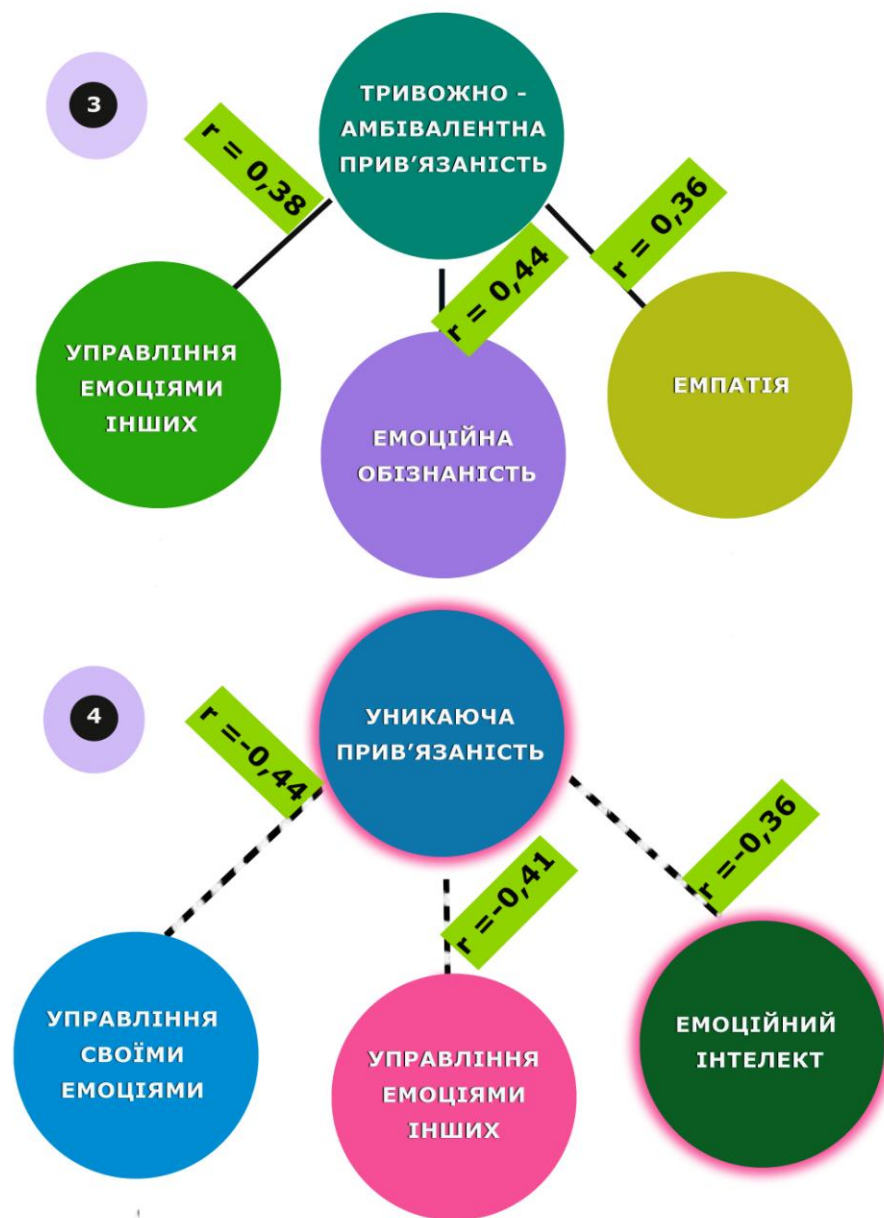 3
ТРИВОЖНО -
АМБІВАЛЕНТНА
ПРИВ’ЯЗАНІСТЬ
r = 0,38
r = 0,44
r = 0,36
УПРАВЛІННЯ
ЕМОЦІЯМИ
ІНШИХ
ЕМОЦІЙНА
ОБІЗНАНІСТЬ
ЕМПАТІЯ
4
УНИКАЮЧА
ПРИВ’ЯЗАНІСТЬ
r =-0,44
r =-0,41
r =-0,36
УПРАВЛІННЯ
СВОЇМИ
ЕМОЦІЯМИ
УПРАВЛІННЯ
ЕМОЦІЯМИ
ІНШИХ
ЕМОЦІЙНИЙ
ІНТЕЛЕКТ